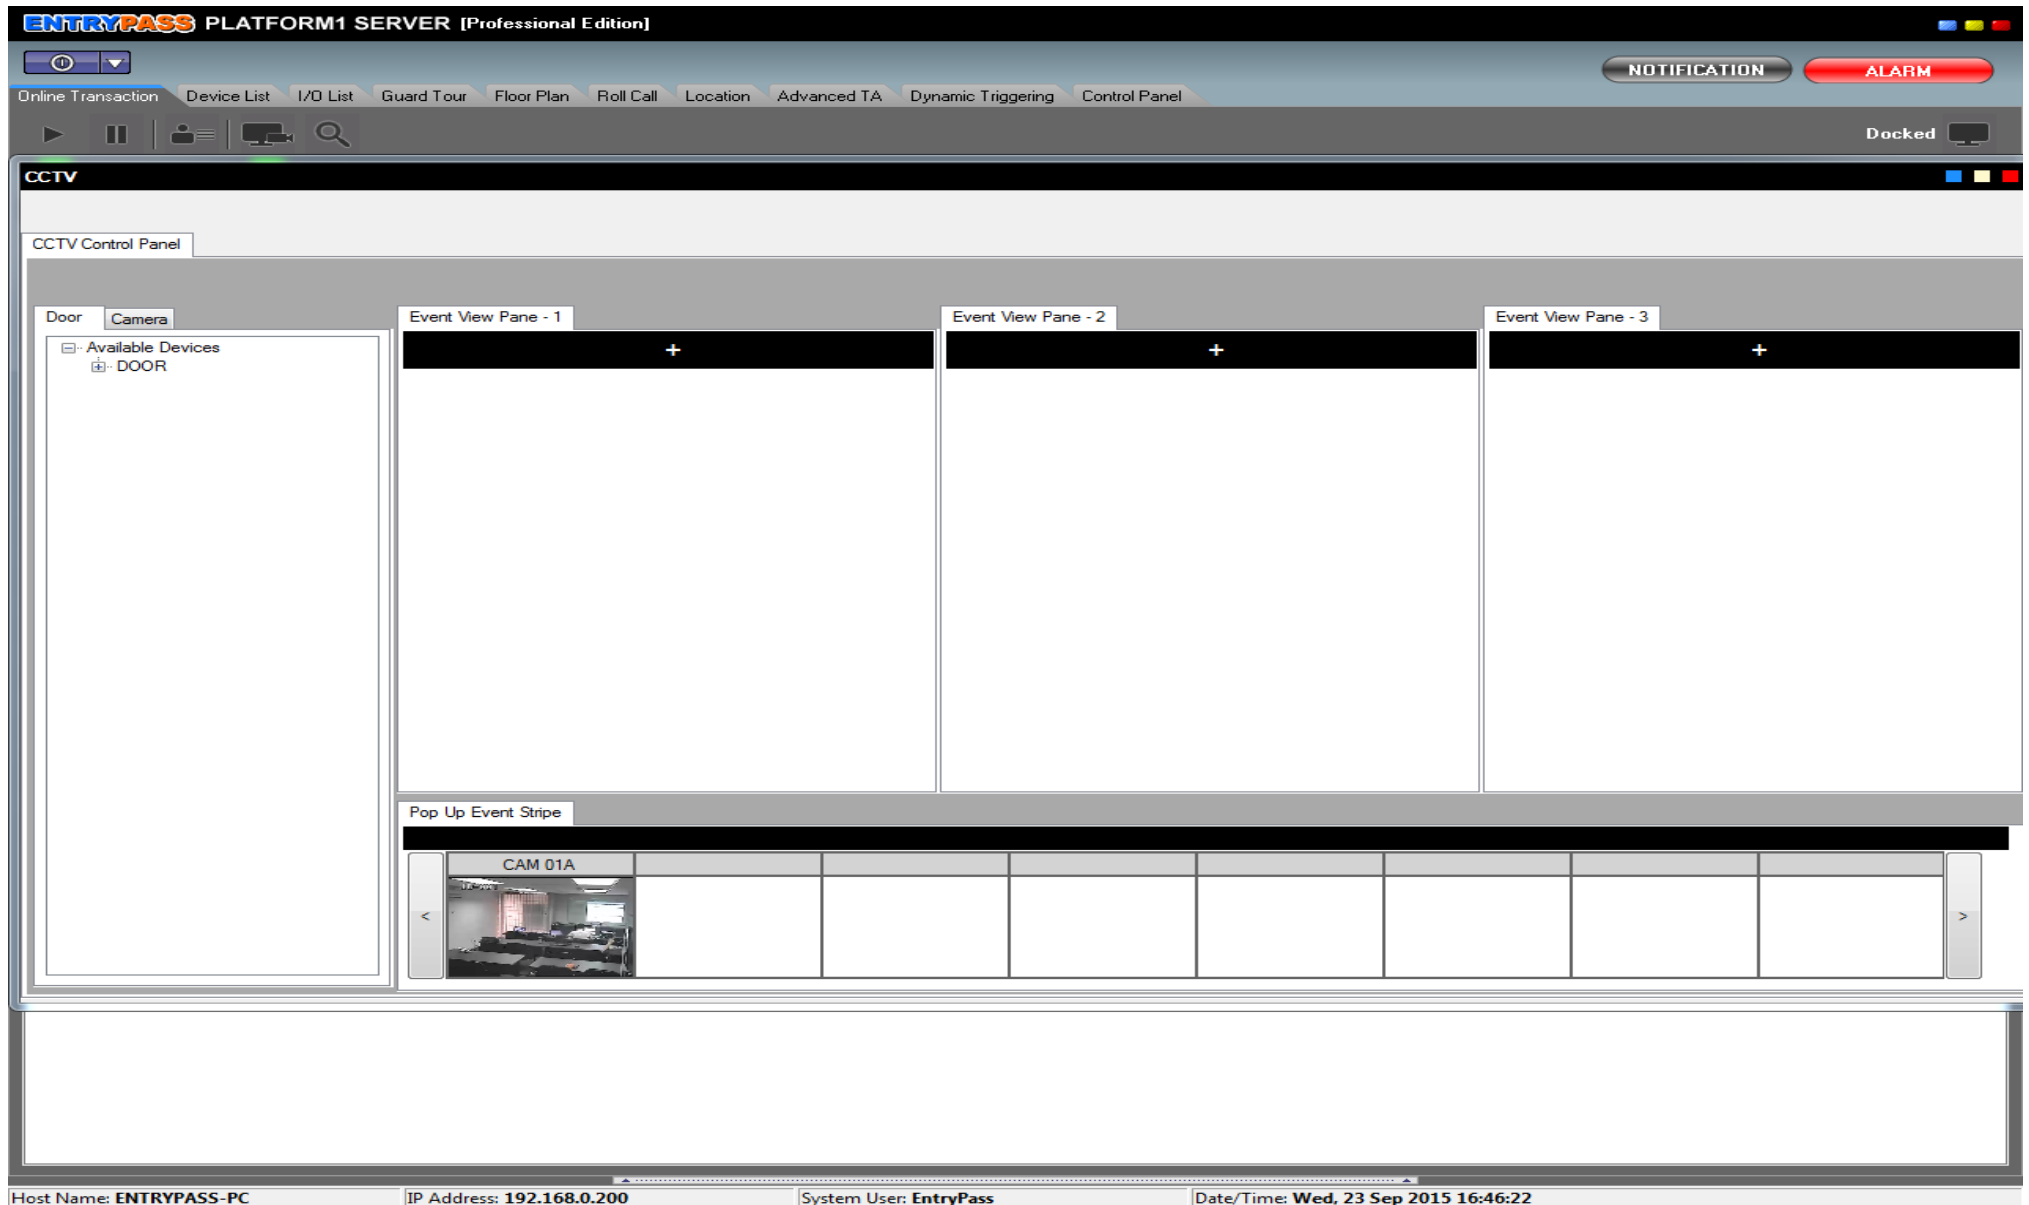 ENTRYPASS PLATFORM1 SERVER [Professional Edition]
NOTIFICATION ALARM
Online Transaction Device List I/O List Guard Tour Floor Plan Roll Call Location Advanced TA Dynamic Triggering Control Panel
Docked
CCTV
CCTV Control Panel
Door Camera
Available Devices
DOOR
Event View Pane - 1
+
Event View Pane - 2
+
Event View Pane - 3
+
Pop Up Event Stripe
CAM 01A
< >
Host Name: ENTRYPASS-PC IP Address: 192.168.0.200 System User: EntryPass Date/Time: Wed, 23 Sep 2015 16:46:22